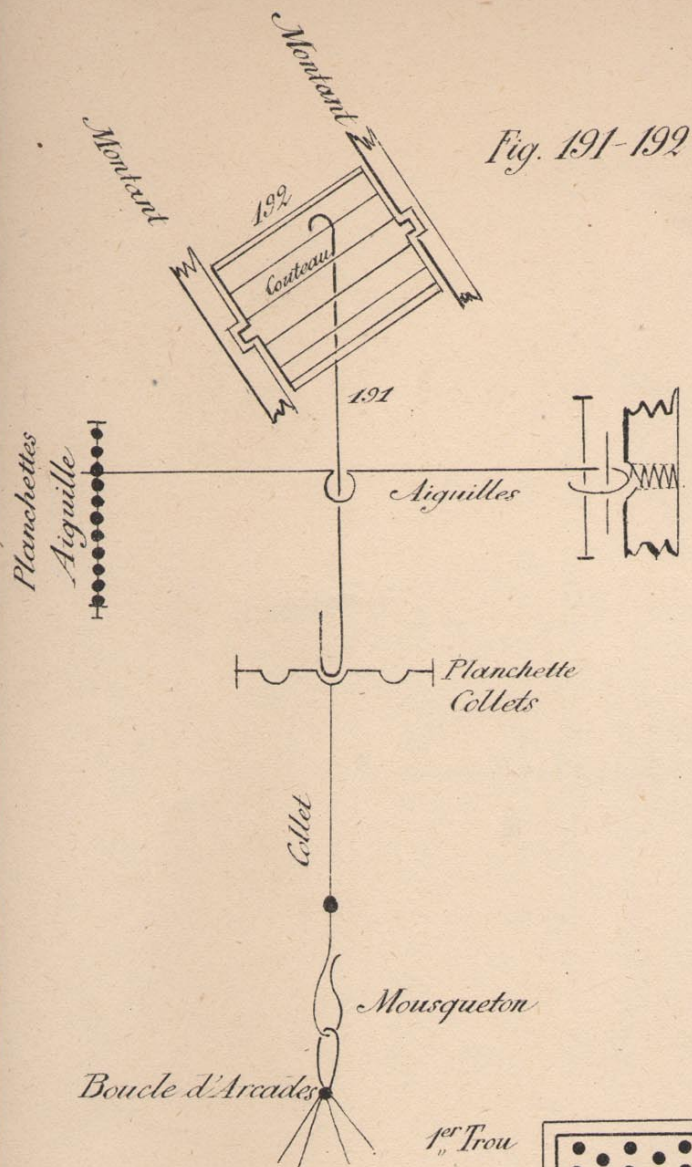 Montant
Montant
Fig. 191-192
192
Couteau
191
Planchettes
Aiguille
Aiguilles
Planchette
Collets
Collet
Mousqueton
Boucle d'Arcades
1er Trou